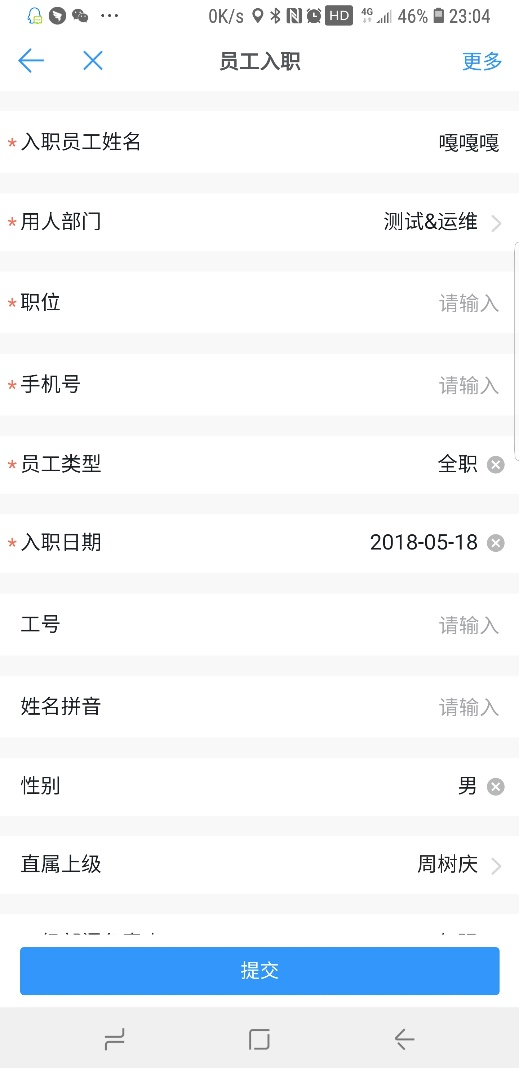 0K/s HD 4G 46% 23:04
员工入职 更多
*入职员工姓名 嘎嘎嘎
*用人部门 测试&运维
*职位 请输入
*手机号 请输入
*员工类型 全职
*入职日期 2018-05-18
工号 请输入
姓名拼音 请输入
性别 男
直属上级 周树庆
提交